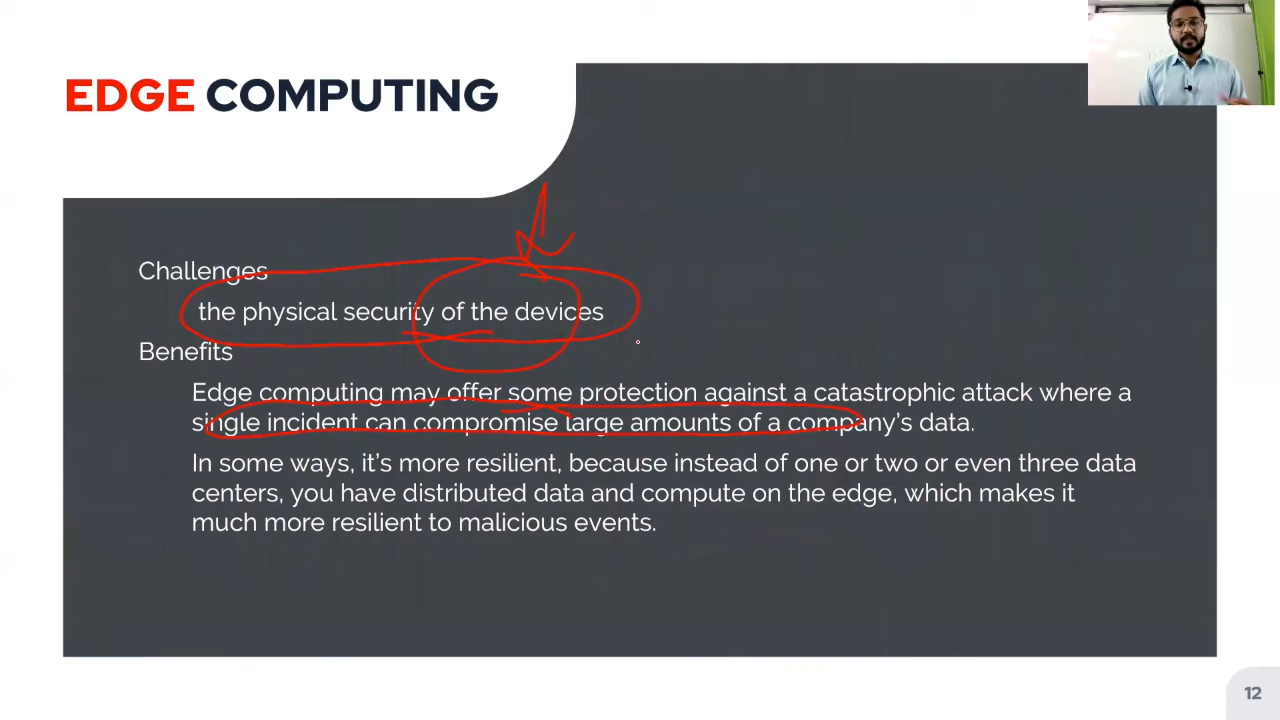 EDGE COMPUTING
Challenges
the physical security of the devices
Benefits
Edge computing may offer some protection against a catastrophic attack where a
single incident can compromise large amounts of a company’s data.
In some ways, it’s more resilient, because instead of one or two or even three data
centers, you have distributed data and compute on the edge, which makes it
much more resilient to malicious events.
12